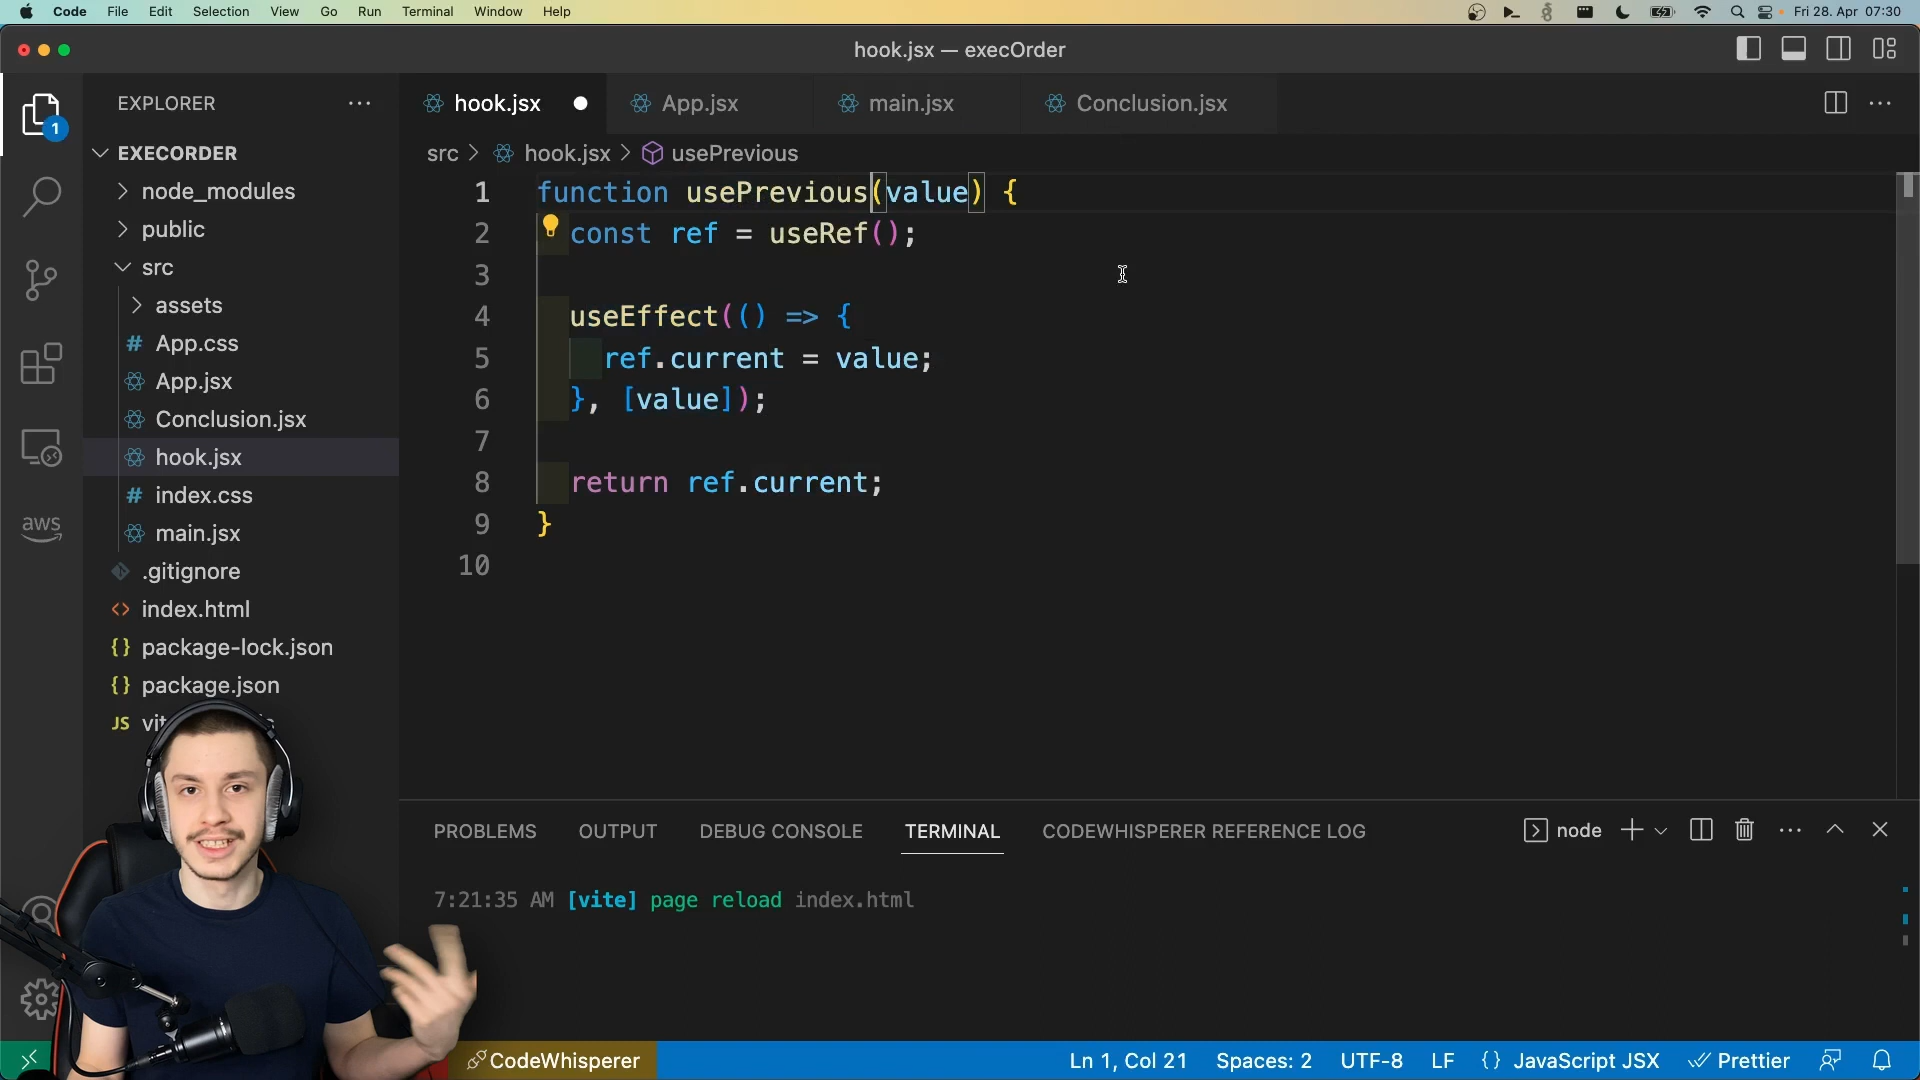 Code File Edit Selection View Go Run Terminal Window Help Fri 28. Apr 07:30
hook.jsx — execOrder
EXPLORER
EXECORDER
node_modules
public
src
assets
App.css
App.jsx
Conclusion.jsx
hook.jsx
index.css
main.jsx
.gitignore
index.html
package-lock.json
package.json
JS
1
aws
hook.jsx App.jsx main.jsx Conclusion.jsx
src > hook.jsx > usePrevious
1 function usePrevious(value) {
2 const ref = useRef();
3
4 useEffect(() => {
5 ref.current = value;
6 }, [value]);
7
8 return ref.current;
9 }
10
PROBLEMS OUTPUT DEBUG CONSOLE TERMINAL CODEWHISPERER REFERENCE LOG node
7:21:35 AM [vite] page reload index.html
CodeWhisperer Ln 1, Col 21 Spaces: 2 UTF-8 LF {} JavaScript JSX Prettier